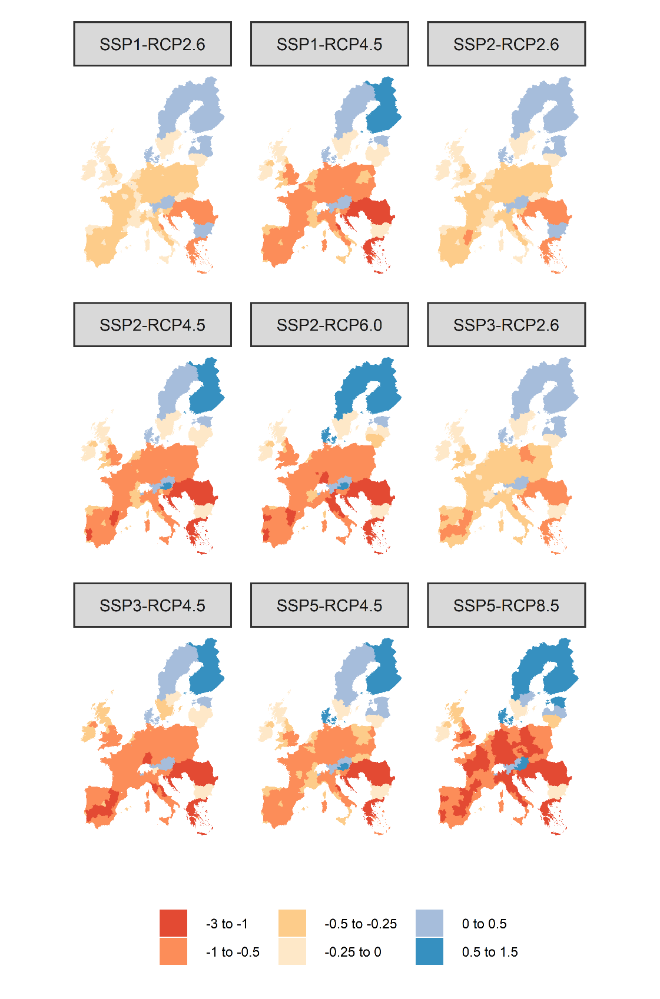 SSP1-RCP2.6
SSP1-RCP4.5
SSP2-RCP2.6
SSP2-RCP4.5
SSP2-RCP6.0
SSP3-RCP2.6
SSP3-RCP4.5
SSP5-RCP4.5
SSP5-RCP8.5
-3 to -1
-0.5 to -0.25
0 to 0.5
-1 to -0.5
-0.25 to 0
0.5 to 1.5